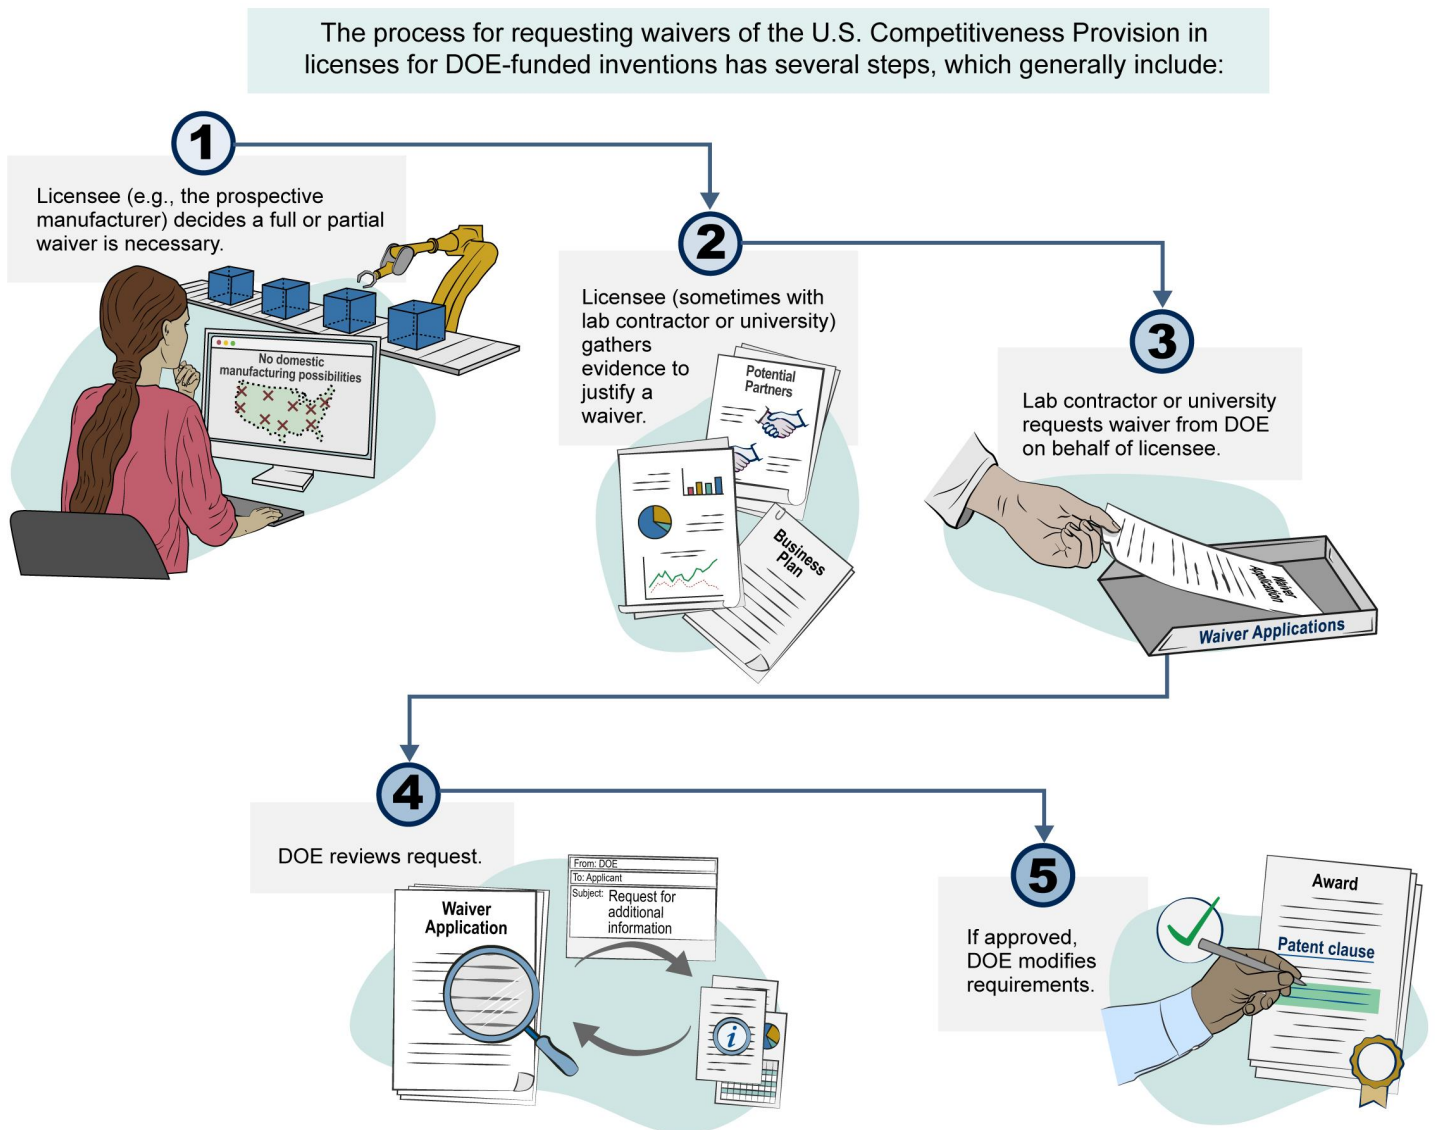 The process for requesting waivers of the U.S. Competitiveness Provision in
licenses for DOE-funded inventions has several steps, which generally include:
1
Licensee (e.g., the prospective
manufacturer) decides a full or partial
waiver is necessary.
No domestic
manufacturing possibilities
2
Licensee (sometimes with
lab contractor or university)
gathers
evidence to
justify a
waiver.
Potential
Partners
Business
Plan
3
Lab contractor or university
requests waiver from DOE
on behalf of licensee.
Waiver
Application
Waiver Applications
4
DOE reviews request.
Waiver
Application
From: DOE
To: Applicant
Subject: Request for
additional
information
i
5
If approved,
DOE modifies
requirements.
Award
Patent clause